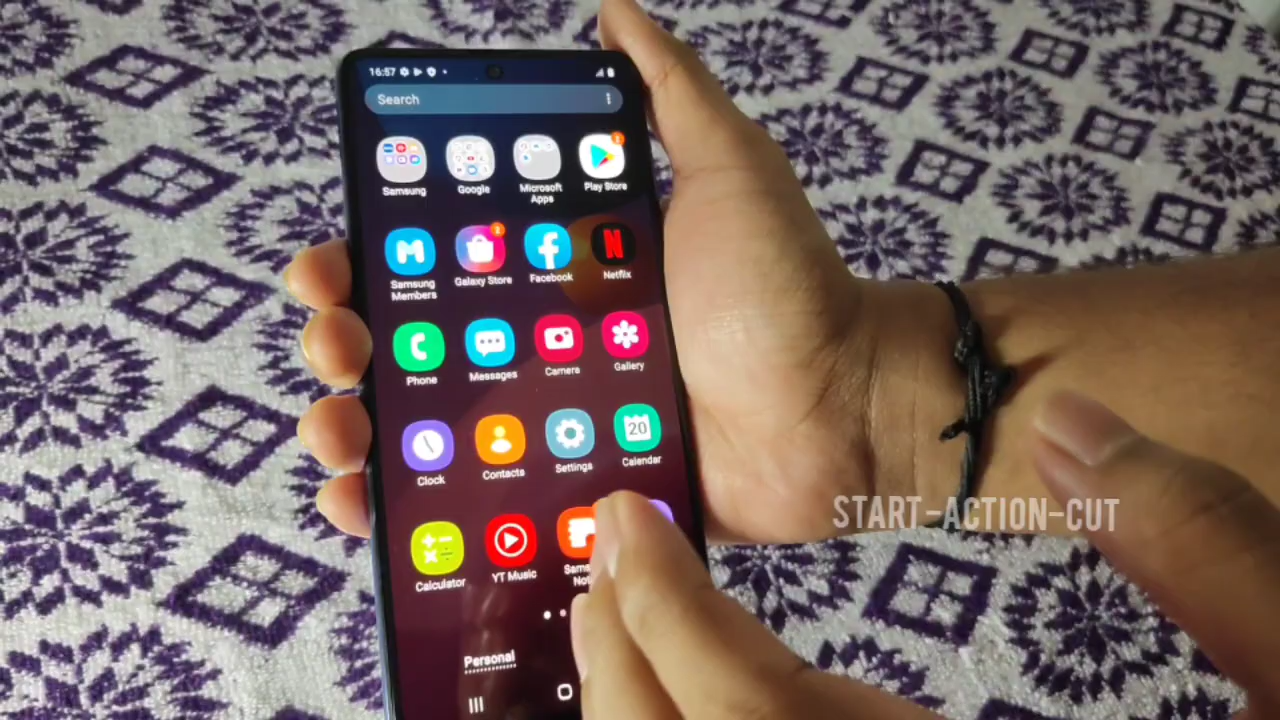 16:57
Search
Samsung
Google
Microsoft Apps
Play Store
Samsung Members
Galaxy Store
2
Facebook
N
Netflix
Phone
Messages
Camera
Gallery
Clock
Contacts
Settings
20
Calendar
Calculator
YT Music
Personal
START-ACTION-CUT